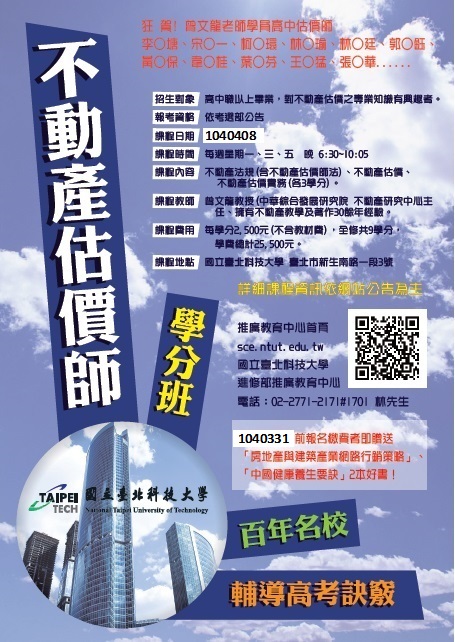 狂 賀! 曾文龍老師學員高中估價師
李○塘、宋○一、柯○環、林○瑜、林○廷、郭○鈺、
黃○保、韋○桂、葉○芬、王○猛、張○華......
不動產估價師
學分班
招生對象 高中職以上畢業，對不動產估價之專業知識有興趣者。
報考資格 依考選部公告
課程日期 1040408
課程時間 每週星期一、三、五 晚 6:30~10:05
課程內容 不動產法規(含不動產估價師法)、不動產估價、
不動產估價實務(各3學分)。
課程教師 曾文龍教授(中華綜合發展研究院 不動產研究中心主
任、擁有不動產教學及著作30餘年經驗。
課程費用 每學分2,500元(不含教材費)，全修共9學分，
學費總計25,500元。
課程地點 國立臺北科技大學 臺北市新生南路一段3號
詳細課程資訊依網站公告為主
推廣教育中心首頁
sce.ntut.edu.tw
國立臺北科技大學
進修部推廣教育中心
電話：02-2771-2171#1701 林先生
1040331 前報名繳費者即贈送
「房地產與建築產業網路行銷策略」、
「中國健康養生要訣」2本好書！
TAIPEI
TECH
國立臺北科技大學
National Taipei University of Technology
百年名校
輔導高考訣竅